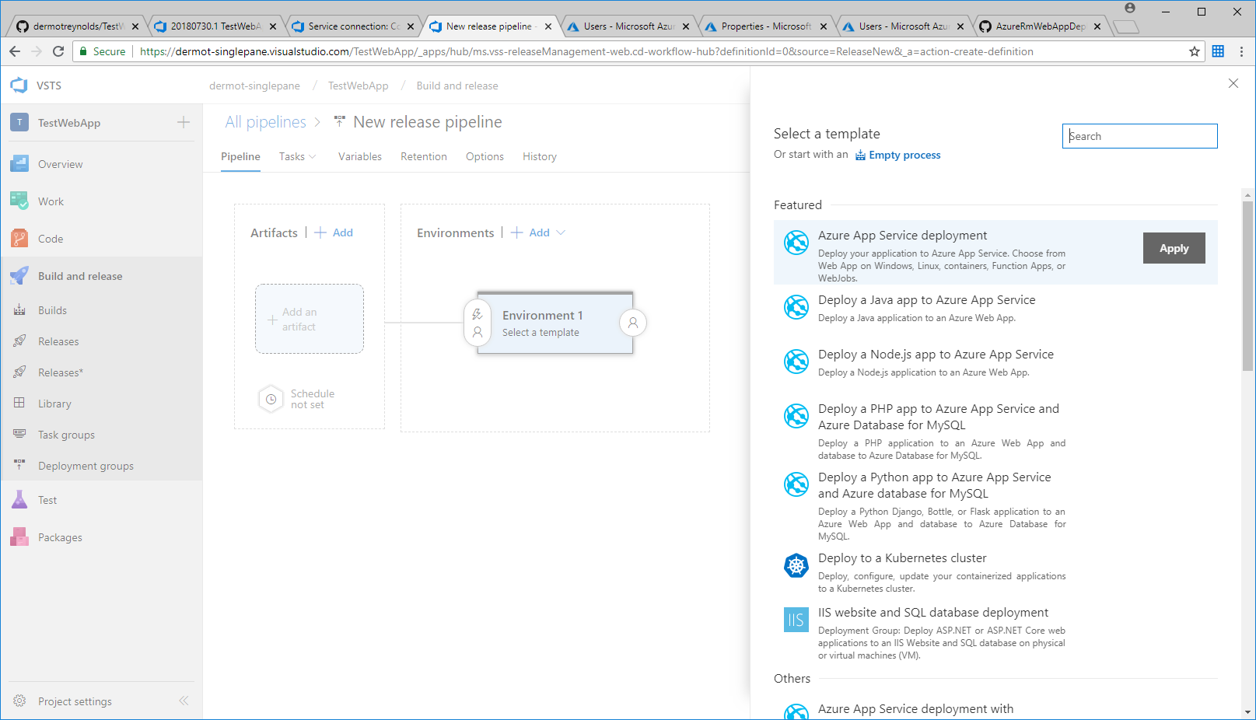 dermotreynolds/TestW
20180730.1 TestWebA
Service connection: Co
New release pipeline -
Users - Microsoft Azur
Properties - Microsoft
Users - Microsoft Azur
AzureRmWebAppDep
Secure
https://dermot-singlepane.visualstudio.com/TestWebApp/_apps/hub/ms.vss-releaseManagement-web.cd-workflow-hub?definitionId=0&source=ReleaseNew&_a=action-create-definition
VSTS
dermot-singlepane / TestWebApp / Build and release
T TestWebApp
Overview
Work
Code
Build and release
Builds
Releases
Releases*
Library
Task groups
Deployment groups
Test
Packages
Project settings
All pipelines > New release pipeline
Pipeline Tasks Variables Retention Options History
Artifacts | + Add
Add an
artifact
Schedule
not set
Environments | + Add
Environment 1
Select a template
Select a template
Or start with an Empty process
Search
Featured
Azure App Service deployment
Deploy your application to Azure App Service. Choose from
Web App on Windows, Linux, containers, Function Apps, or
WebJobs.
Apply
Deploy a Java app to Azure App Service
Deploy a Java application to an Azure Web App.
Deploy a Node.js app to Azure App Service
Deploy a Node.js application to an Azure Web App.
Deploy a PHP app to Azure App Service and
Azure Database for MySQL
Deploy a PHP application to an Azure Web App and
database to Azure Database for MySQL.
Deploy a Python app to Azure App Service
and Azure database for MySQL
Deploy a Python Django, Bottle, or Flask application to an
Azure Web App and database to Azure Database for
MySQL.
Deploy to a Kubernetes cluster
Deploy, configure, update your containerized applications
to a Kubernetes cluster.
IIS
IIS website and SQL database deployment
Deployment Group: Deploy ASP.NET or ASP.NET Core web
applications to an IIS Website and SQL database on physical
or virtual machines (VM).
Others
Azure App Service deployment with